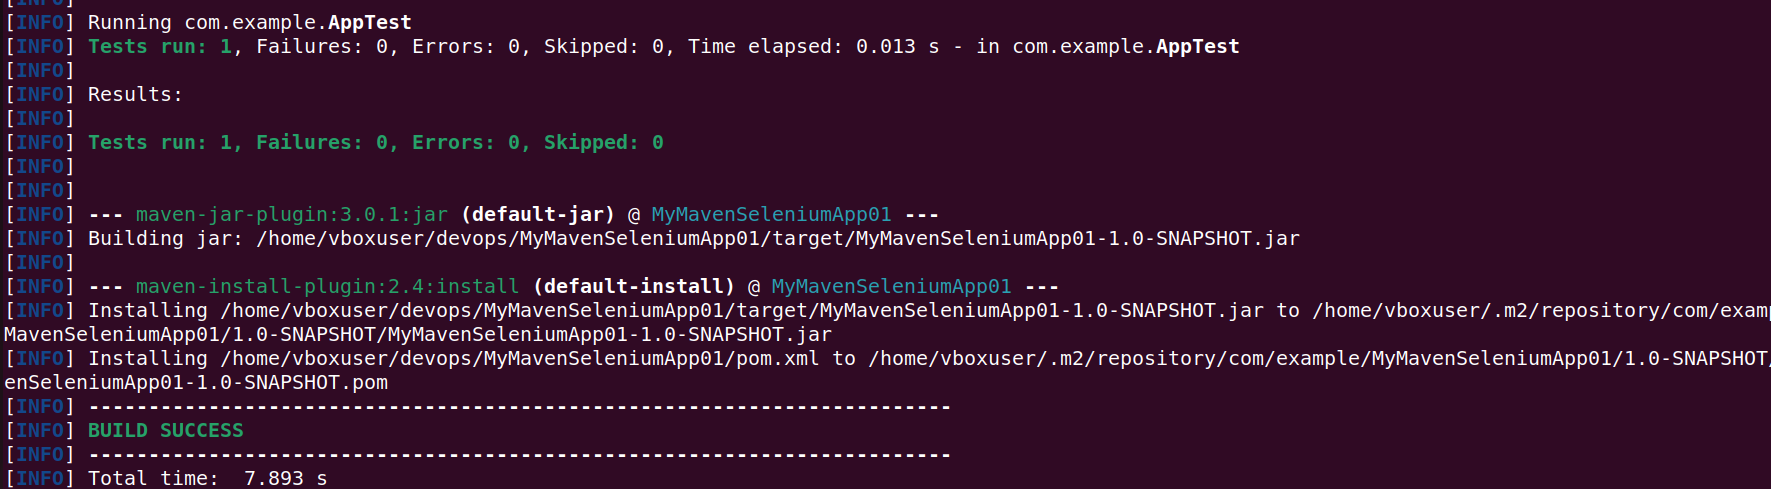 [INFO]
[INFO] Running com.example.AppTest
[INFO] Tests run: 1, Failures: 0, Errors: 0, Skipped: 0, Time elapsed: 0.013 s - in com.example.AppTest
[INFO]
[INFO] Results:
[INFO]
[INFO] Tests run: 1, Failures: 0, Errors: 0, Skipped: 0
[INFO]
[INFO]
[INFO] --- maven-jar-plugin:3.0.1:jar (default-jar) @ MyMavenSeleniumApp01 ---
[INFO] Building jar: /home/vboxuser/devops/MyMavenSeleniumApp01/target/MyMavenSeleniumApp01-1.0-SNAPSHOT.jar
[INFO]
[INFO] --- maven-install-plugin:2.4:install (default-install) @ MyMavenSeleniumApp01 ---
[INFO] Installing /home/vboxuser/devops/MyMavenSeleniumApp01/target/MyMavenSeleniumApp01-1.0-SNAPSHOT.jar to /home/vboxuser/.m2/repository/com/examp
MavenSeleniumApp01/1.0-SNAPSHOT/MyMavenSeleniumApp01-1.0-SNAPSHOT.jar
[INFO] Installing /home/vboxuser/devops/MyMavenSeleniumApp01/pom.xml to /home/vboxuser/.m2/repository/com/example/MyMavenSeleniumApp01/1.0-SNAPSHOT/
enSeleniumApp01-1.0-SNAPSHOT.pom
[INFO] ------------------------------------------------------------------------
[INFO] BUILD SUCCESS
[INFO] ------------------------------------------------------------------------
[INFO] Total time:  7.893 s